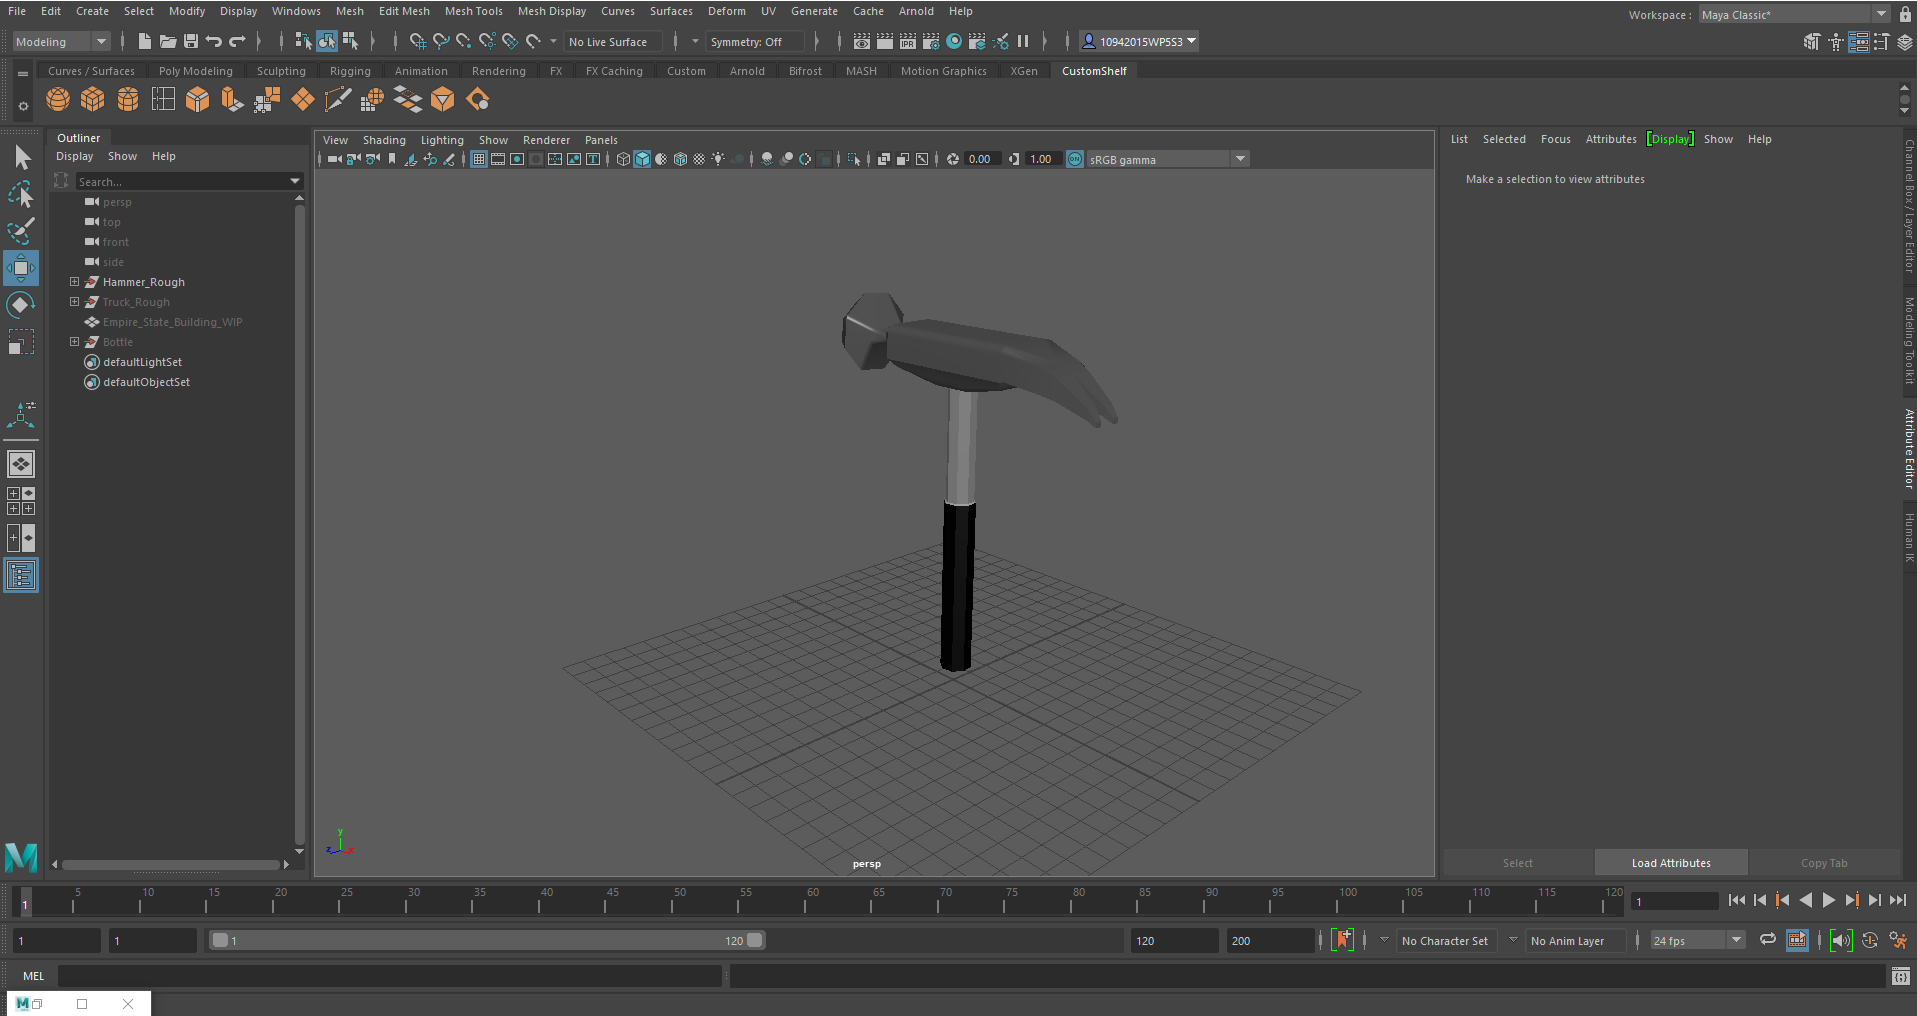 File Edit Create Select Modify Display Windows Mesh Edit Mesh Mesh Tools Mesh Display Curves Surfaces Deform UV Generate Cache Arnold Help
Workspace : Maya Classic*
Modeling No Live Surface Symmetry: Off IPR 10942015WP5S3
Curves / Surfaces Poly Modeling Sculpting Rigging Animation Rendering FX FX Caching Custom Arnold Bifrost MASH Motion Graphics XGen CustomShelf
Outliner
Display Show Help
Search...
persp
top
front
side
Hammer_Rough
Truck_Rough
Empire_State_Building_WIP
Bottle
defaultLightSet
defaultObjectSet
View Shading Lighting Show Renderer Panels
0.00 1.00 ON sRGB gamma
y
z x
persp
List Selected Focus Attributes [Display] Show Help
Make a selection to view attributes
Select Load Attributes Copy Tab
Channel Box / Layer Editor
Modeling Toolkit
Attribute Editor
Human IK
1 5 10 15 20 25 30 35 40 45 50 55 60 65 70 75 80 85 90 95 100 105 110 115 120 1
1 1 1 120 120 200 No Character Set No Anim Layer 24 fps
MEL
M